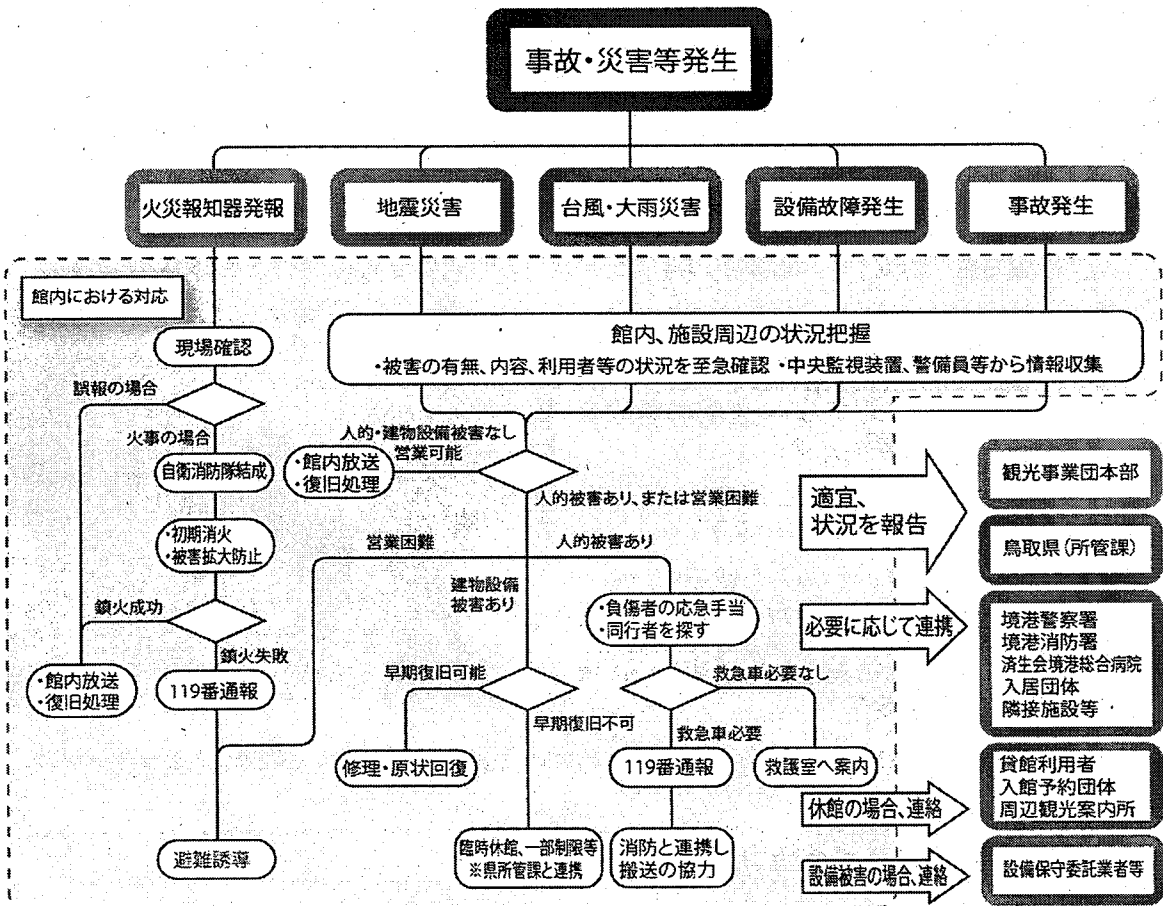 事故・災害等発生
火災報知器発報
地震災害
台風・大雨災害
設備故障発生
事故発生
館内における対応
現場確認
館内、施設周辺の状況把握
・被害の有無、内容、利用者等の状況を至急確認 ・中央監視装置、警備員等から情報収集
誤報の場合
火事の場合
自衛消防隊結成
・初期消火
・被害拡大防止
鎮火成功
鎮火失敗
・館内放送
・復旧処理
119番通報
避難誘導
人的・建物設備被害なし
営業可能
・館内放送
・復旧処理
人的被害あり、または営業困難
営業困難
人的被害あり
建物設備
被害あり
・負傷者の応急手当
・同行者を探す
早期復旧可能
早期復旧不可
救急車必要なし
救急車必要
修理・原状回復
119番通報
救護室へ案内
臨時休館、一部制限等
※県所管課と連携
消防と連携し
搬送の協力
適宜、
状況を報告
観光事業団本部
鳥取県(所管課)
必要に応じて連携
境港警察署
境港消防署
済生会境港総合病院
入居団体
隣接施設等
休館の場合、連絡
貸館利用者
入館予約団体
周辺観光案内所
設備被害の場合、連絡
設備保守委託業者等